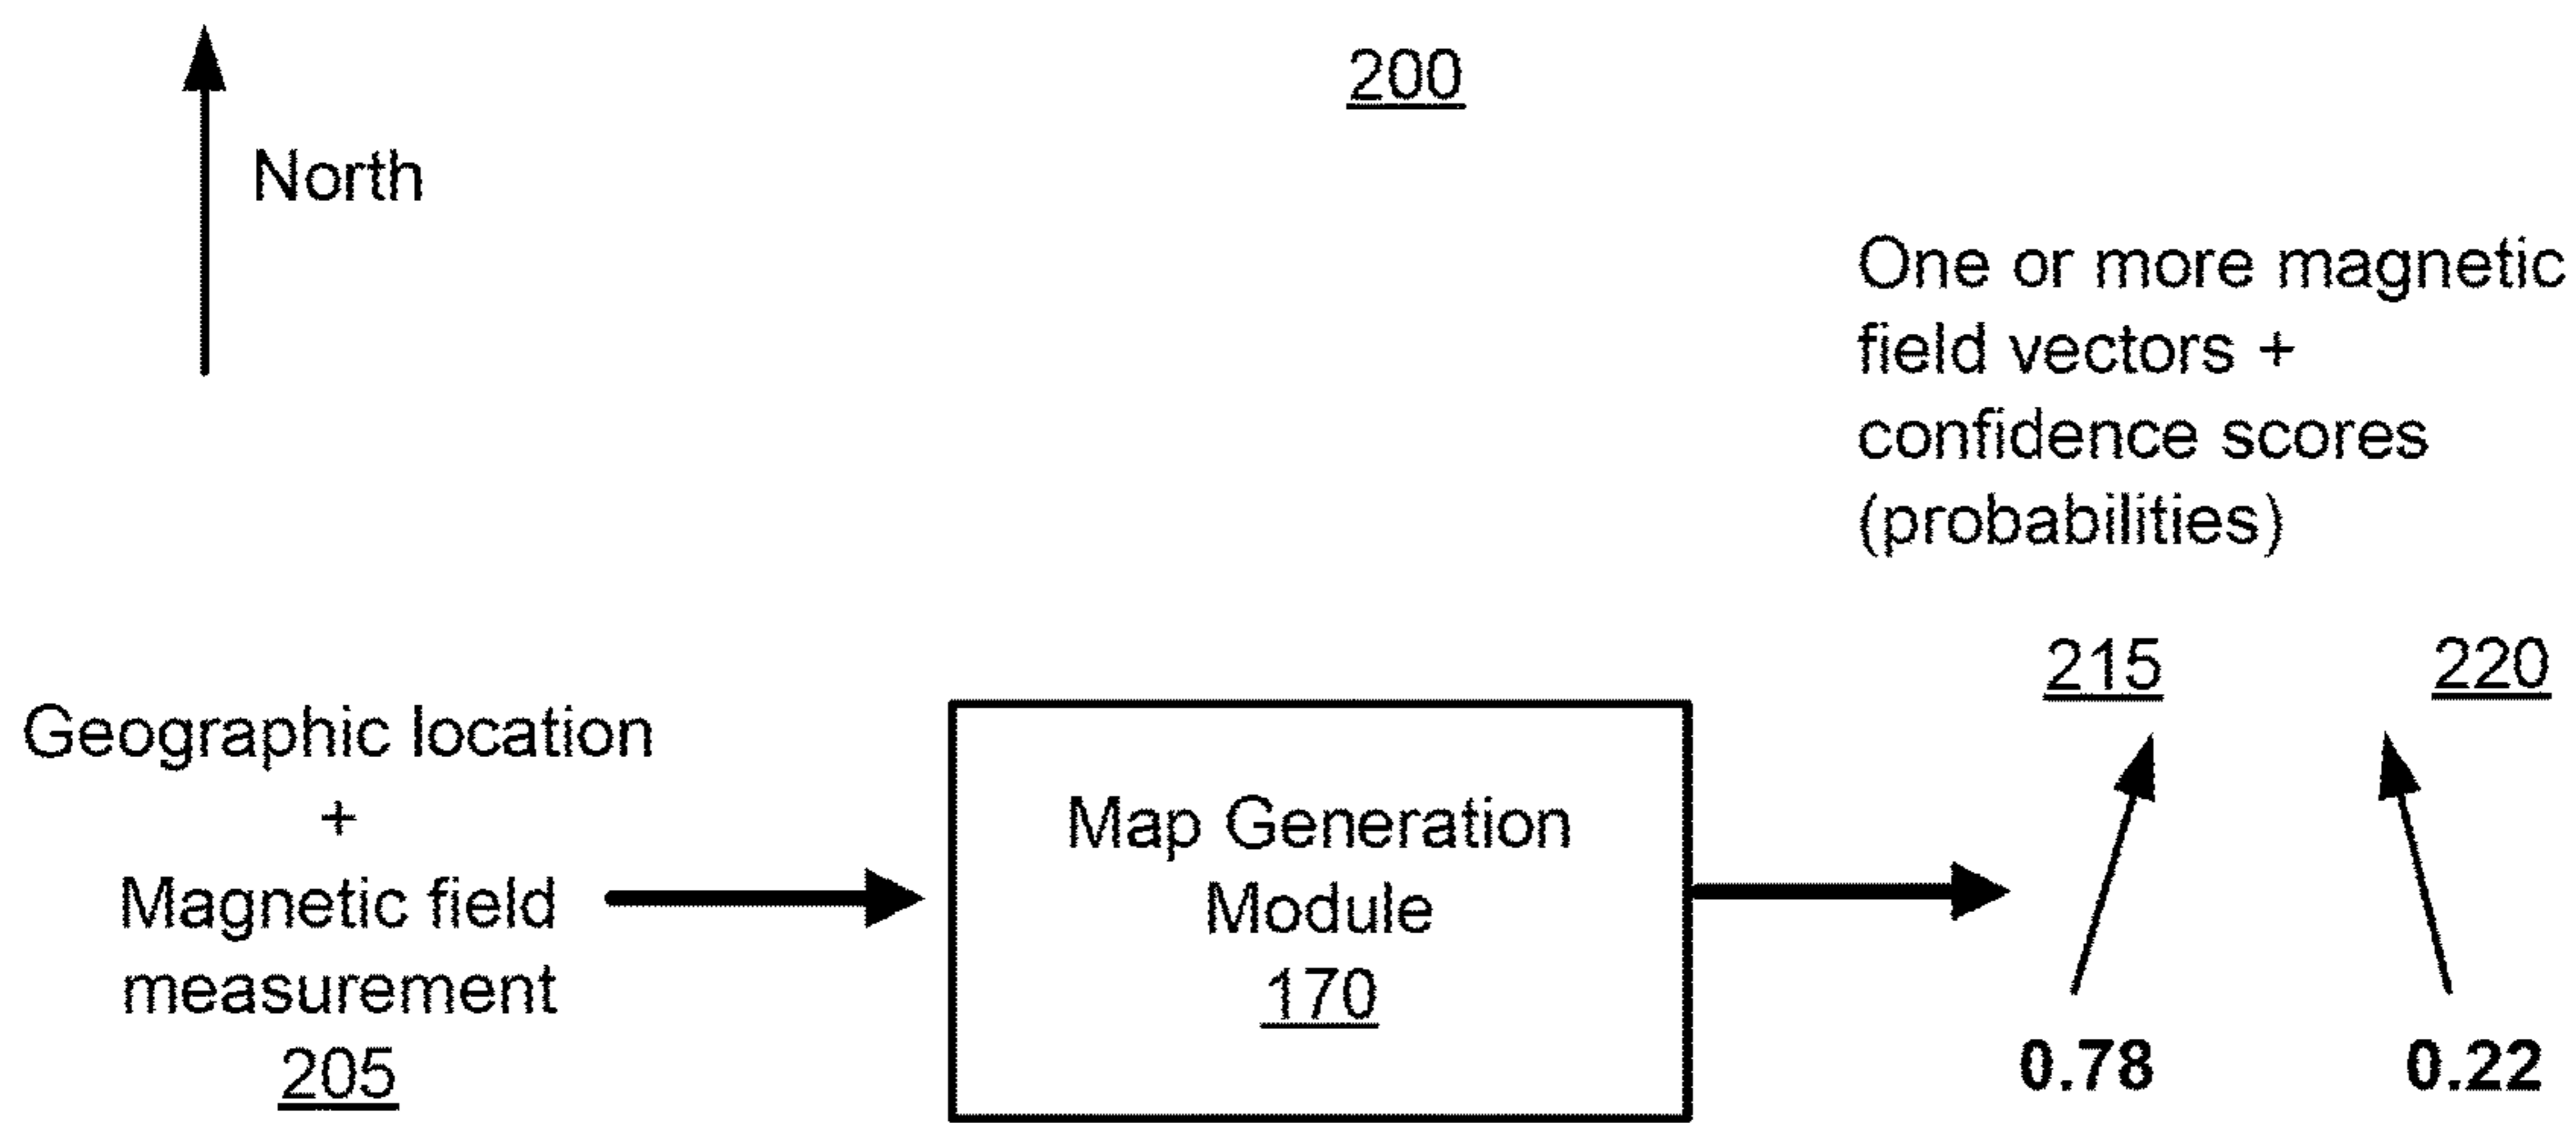 200
North
One or more magnetic
field vectors +
confidence scores
(probabilities)
215
220
Geographic location
+
Magnetic field
measurement
205
Map Generation
Module
170
0.78
0.22